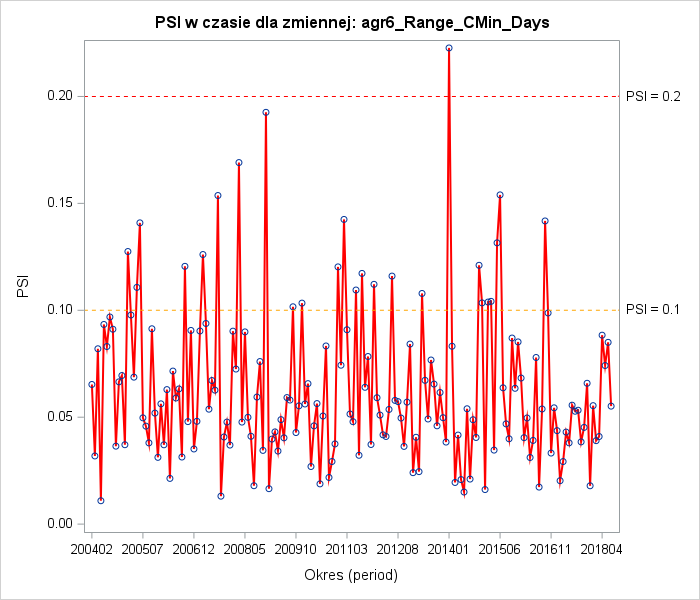 PSI w czasie dla zmiennej: agr6_Range_CMin_Days
0.20
PSI = 0.2
0.15
PSI
0.10
PSI = 0.1
0.05
0.00
200402 200507 200612 200805 200910 201103 201208 201401 201506 201611 201804
Okres (period)